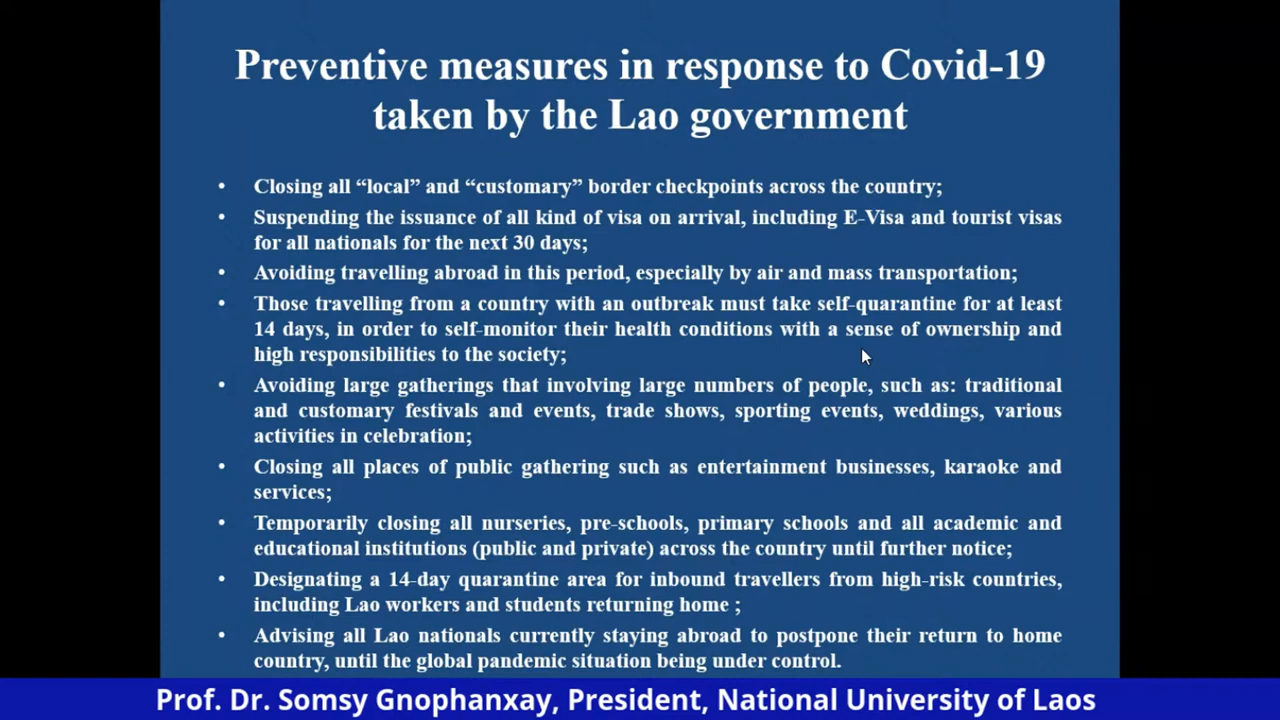 Preventive measures in response to Covid-19
taken by the Lao government
• Closing all “local” and “customary” border checkpoints across the country;
• Suspending the issuance of all kind of visa on arrival, including E-Visa and tourist visas
for all nationals for the next 30 days;
• Avoiding travelling abroad in this period, especially by air and mass transportation;
• Those travelling from a country with an outbreak must take self-quarantine for at least
14 days, in order to self-monitor their health conditions with a sense of ownership and
high responsibilities to the society;
• Avoiding large gatherings that involving large numbers of people, such as: traditional
and customary festivals and events, trade shows, sporting events, weddings, various
activities in celebration;
• Closing all places of public gathering such as entertainment businesses, karaoke and
services;
• Temporarily closing all nurseries, pre-schools, primary schools and all academic and
educational institutions (public and private) across the country until further notice;
• Designating a 14-day quarantine area for inbound travellers from high-risk countries,
including Lao workers and students returning home ;
• Advising all Lao nationals currently staying abroad to postpone their return to home
country, until the global pandemic situation being under control.
Prof. Dr. Somsy Gnophanxay, President, National University of Laos